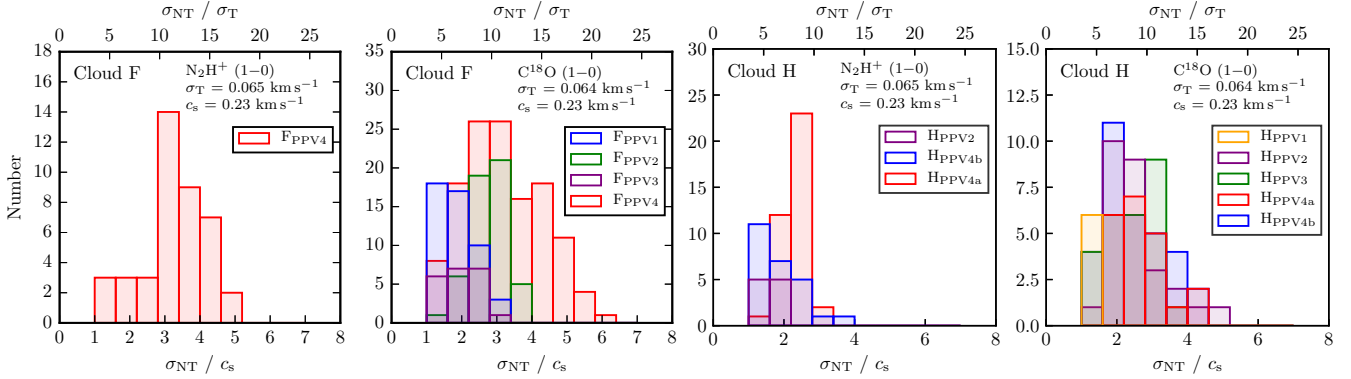 σNT / σT
0 5 10 15 20 25
18
16
14
12
10
8
6
4
2
0
Number
Cloud F
N2H+ (1−0)
σT = 0.065 km s−1
cs = 0.23 km s−1
FPPV4
0 1 2 3 4 5 6 7 8
σNT / cs
σNT / σT
0 5 10 15 20 25
35
30
25
20
15
10
5
0
Cloud F
C18O (1−0)
σT = 0.064 km s−1
cs = 0.23 km s−1
FPPV1
FPPV2
FPPV3
FPPV4
0 1 2 3 4 5 6 7 8
σNT / cs
σNT / σT
0 5 10 15 20 25
30
25
20
15
10
5
0
Cloud H
N2H+ (1−0)
σT = 0.065 km s−1
cs = 0.23 km s−1
HPPV2
HPPV4b
HPPV4a
0 2 4 6 8
σNT / cs
σNT / σT
0 5 10 15 20 25
15.0
12.5
10.0
7.5
5.0
2.5
0.0
Cloud H
C18O (1−0)
σT = 0.064 km s−1
cs = 0.23 km s−1
HPPV1
HPPV2
HPPV3
HPPV4a
HPPV4b
0 2 4 6 8
σNT / cs